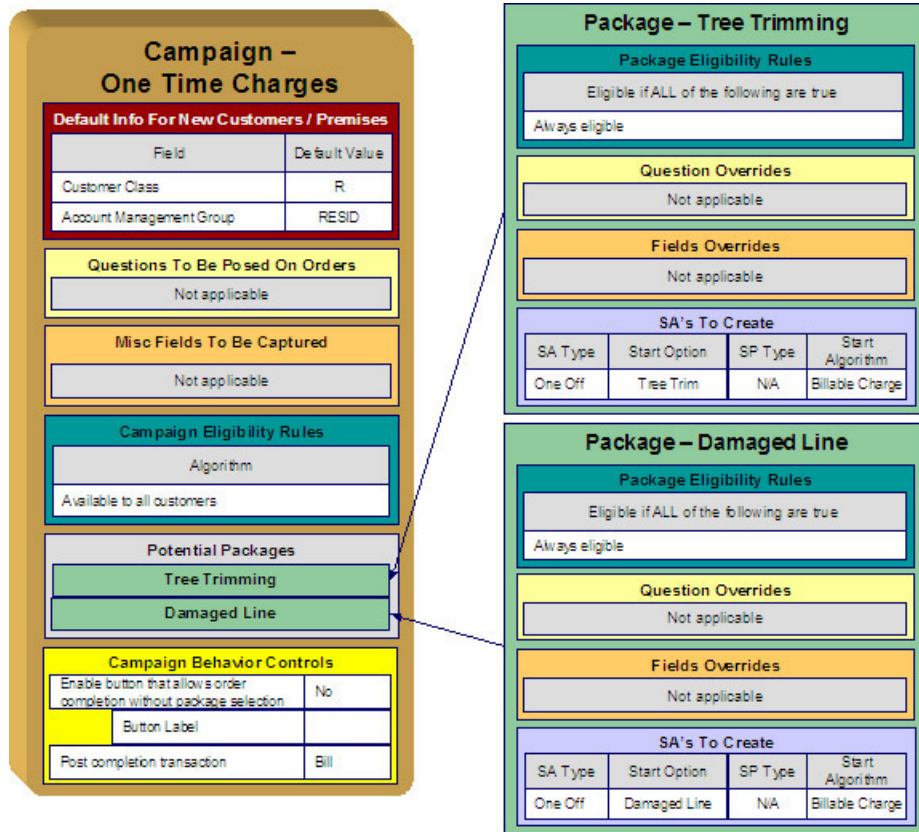 Campaign –
One Time Charges
Default Info For New Customers / Premises
Field Default Value
Customer Class R
Account Management Group RESID
Questions To Be Posed On Orders
Not applicable
Misc Fields To Be Captured
Not applicable
Campaign Eligibility Rules
Algorithm
Available to all customers
Potential Packages
Tree Trimming
Damaged Line
Campaign Behavior Controls
Enable button that allows order
completion without package selection No
Button Label
Post completion transaction Bill
Package – Tree Trimming
Package Eligibility Rules
Eligible if ALL of the following are true
Always eligible
Question Overrides
Not applicable
Fields Overrides
Not applicable
SA's To Create
SA Type Start Option SP Type Start
Algorithm
One Off Tree Trim N/A Billable Charge
Package – Damaged Line
Package Eligibility Rules
Eligible if ALL of the following are true
Always eligible
Question Overrides
Not applicable
Fields Overrides
Not applicable
SA's To Create
SA Type Start Option SP Type Start
Algorithm
One Off Damaged Line N/A Billable Charge